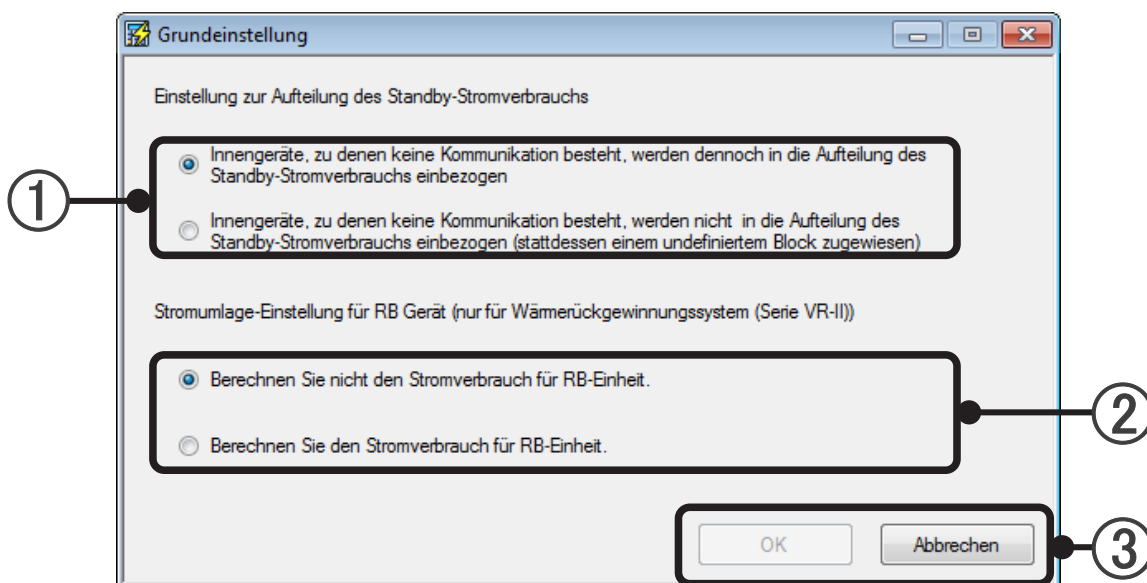 Grundeinstellung
Einstellung zur Aufteilung des Standby-Stromverbrauchs
Innengeräte, zu denen keine Kommunikation besteht, werden dennoch in die Aufteilung des
Standby-Stromverbrauchs einbezogen
①
Innengeräte, zu denen keine Kommunikation besteht, werden nicht in die Aufteilung des
Standby-Stromverbrauchs einbezogen (stattdessen einem undefiniertem Block zugewiesen)
Stromumlage-Einstellung für RB Gerät (nur für Wärmerückgewinnungssystem (Serie VR-II))
Berechnen Sie nicht den Stromverbrauch für RB-Einheit.
②
Berechnen Sie den Stromverbrauch für RB-Einheit.
OK Abbrechen ③